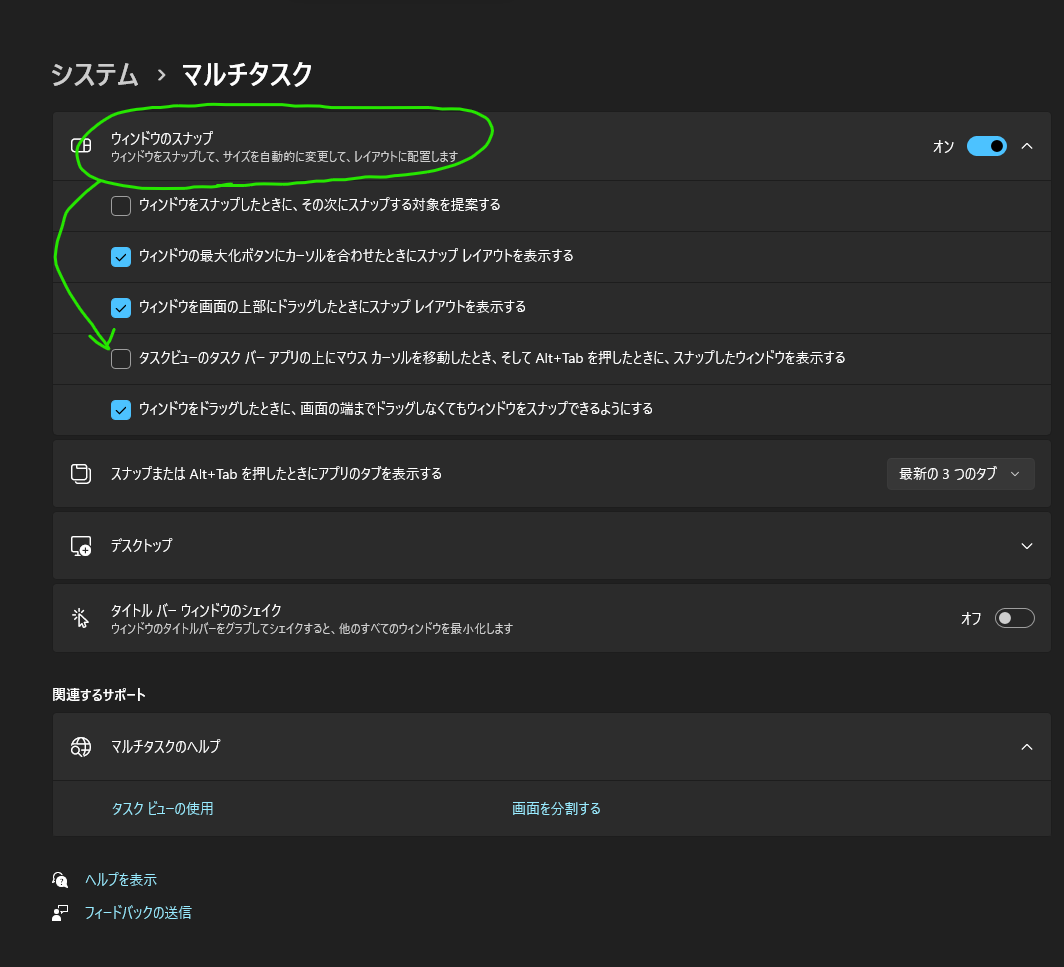 システム › マルチタスク
ウィンドウのスナップ
ウィンドウをスナップして、サイズを自動的に変更して、レイアウトに配置します
オン
ウィンドウをスナップしたときに、その次にスナップする対象を提案する
ウィンドウの最大化ボタンにカーソルを合わせたときにスナップ レイアウトを表示する
ウィンドウを画面の上部にドラッグしたときにスナップ レイアウトを表示する
タスクビューのタスク バー アプリの上にマウス カーソルを移動したとき、そして Alt+Tab を押したときに、スナップしたウィンドウを表示する
ウィンドウをドラッグしたときに、画面の端までドラッグしなくてもウィンドウをスナップできるようにする
スナップまたは Alt+Tab を押したときにアプリのタブを表示する
最新の 3 つのタブ
デスクトップ
タイトル バー ウィンドウのシェイク
ウィンドウのタイトルバーをグラブしてシェイクすると、他のすべてのウィンドウを最小化します
オフ
関連するサポート
マルチタスクのヘルプ
タスク ビューの使用
画面を分割する
ヘルプを表示
フィードバックの送信